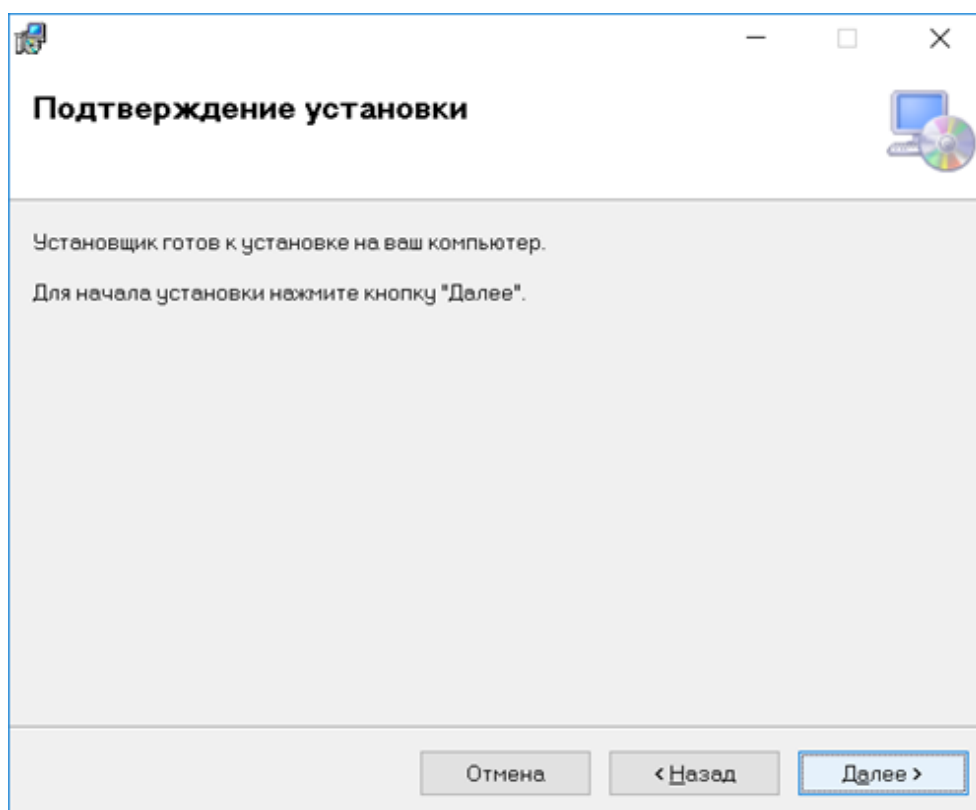 Подтверждение установки
Установщик готов к установке на ваш компьютер.
Для начала установки нажмите кнопку "Далее".
Отмена
< Назад
Далее >